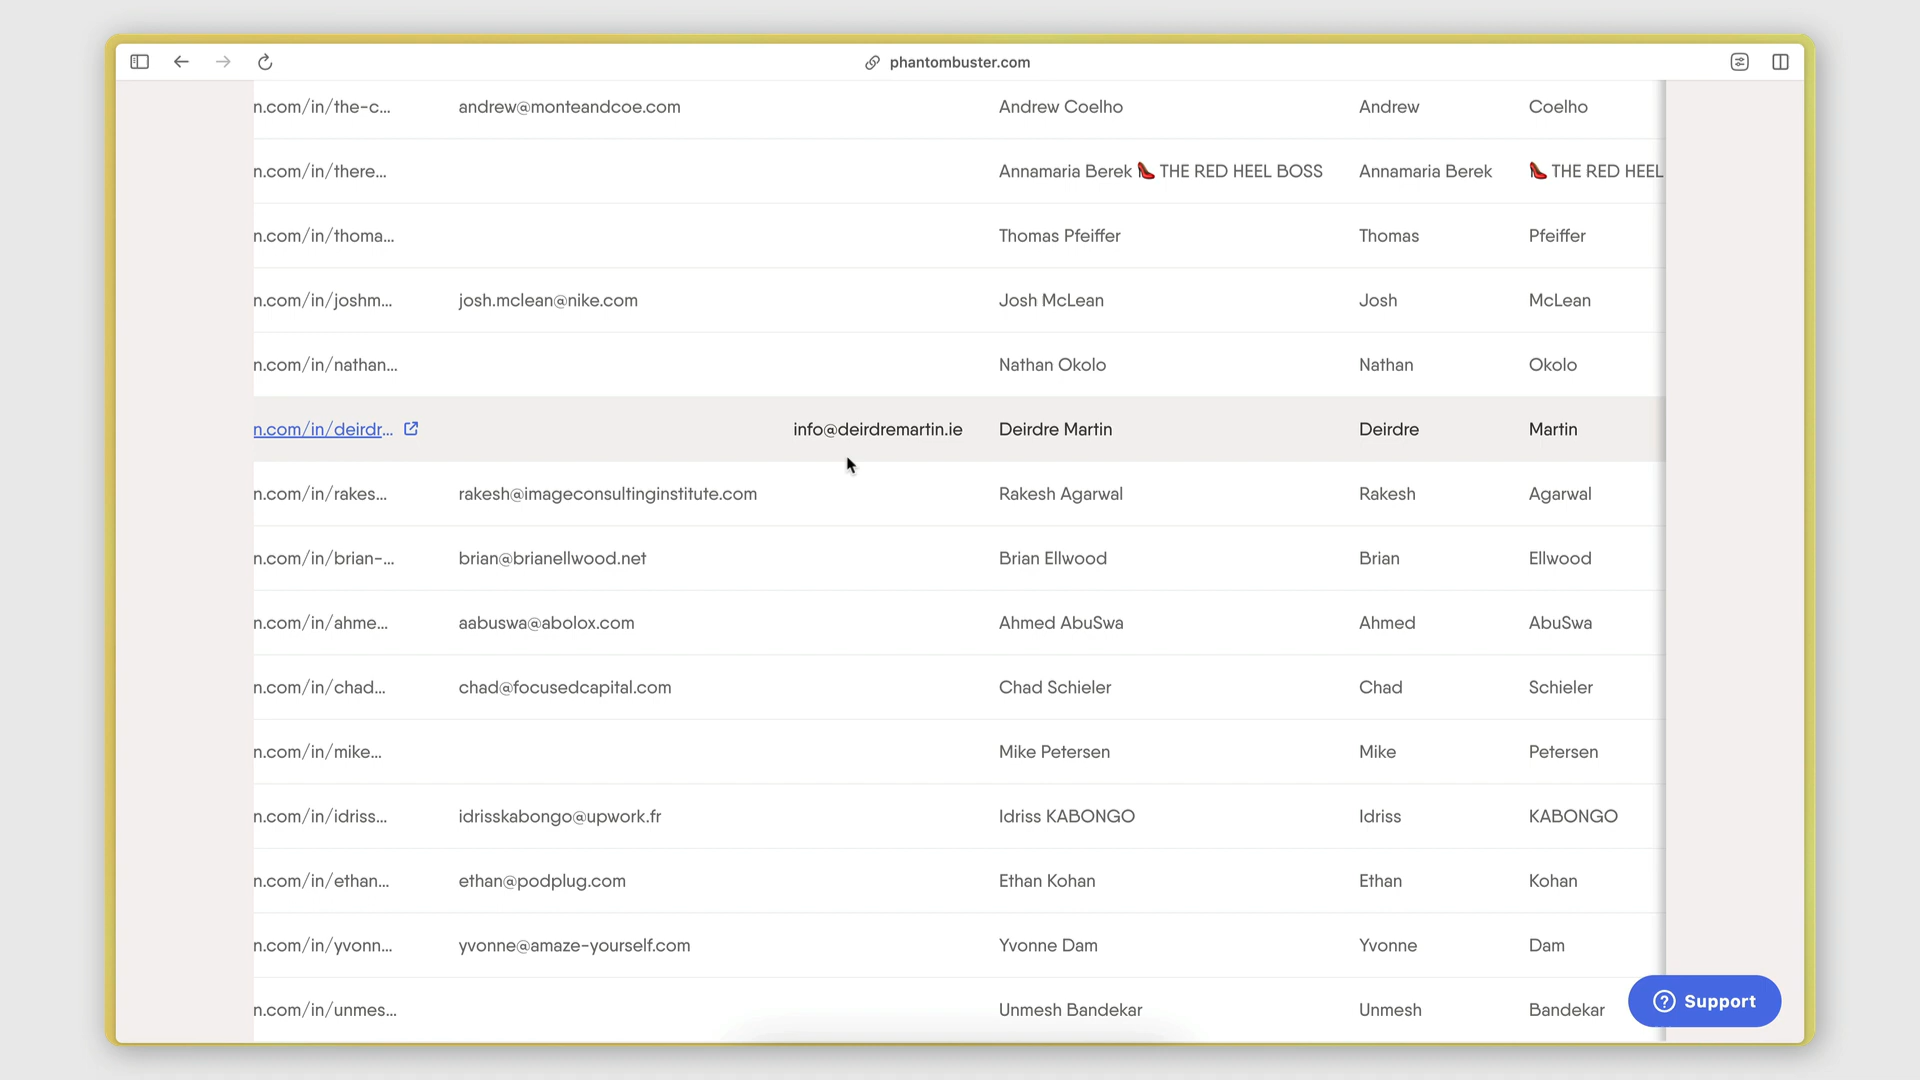 phantombuster.com
n.com/in/the-c... andrew@monteandcoe.com Andrew Coelho Andrew Coelho
n.com/in/there... Annamaria Berek 👠 THE RED HEEL BOSS Annamaria Berek 👠 THE RED HEEL
n.com/in/thoma... Thomas Pfeiffer Thomas Pfeiffer
n.com/in/joshm... josh.mclean@nike.com Josh McLean Josh McLean
n.com/in/nathan... Nathan Okolo Nathan Okolo
n.com/in/deirdr... info@deirdremartin.ie Deirdre Martin Deirdre Martin
n.com/in/rakes... rakesh@imageconsultinginstitute.com Rakesh Agarwal Rakesh Agarwal
n.com/in/brian-... brian@brianellwood.net Brian Ellwood Brian Ellwood
n.com/in/ahme... aabuswa@abolox.com Ahmed AbuSwa Ahmed AbuSwa
n.com/in/chad... chad@focusedcapital.com Chad Schieler Chad Schieler
n.com/in/mike... Mike Petersen Mike Petersen
n.com/in/idriss... idrisskabongo@upwork.fr Idriss KABONGO Idriss KABONGO
n.com/in/ethan... ethan@podplug.com Ethan Kohan Ethan Kohan
n.com/in/yvonn... yvonne@amaze-yourself.com Yvonne Dam Yvonne Dam
n.com/in/unmes... Unmesh Bandekar Unmesh Bandekar
Support